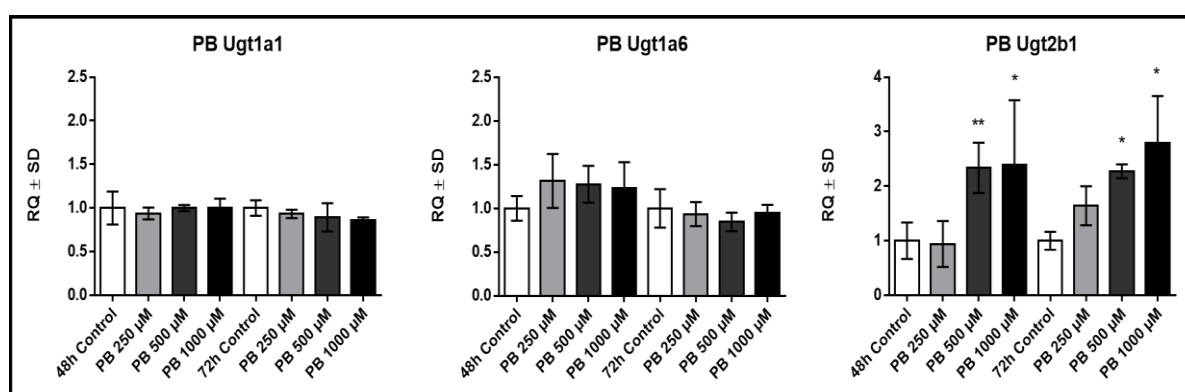 PB Ugt1a1
RQ ± SD
2.5
2.0
1.5
1.0
0.5
0.0
48h Control
PB 250 µM
PB 500 µM
PB 1000 µM
72h Control
PB 250 µM
PB 500 µM
PB 1000 µM
PB Ugt1a6
RQ ± SD
2.5
2.0
1.5
1.0
0.5
0.0
48h Control
PB 250 µM
PB 500 µM
PB 1000 µM
72h Control
PB 250 µM
PB 500 µM
PB 1000 µM
PB Ugt2b1
RQ ± SD
4
3
2
1
0
**
*
*
*
48h Control
PB 250 µM
PB 500 µM
PB 1000 µM
72h Control
PB 250 µM
PB 500 µM
PB 1000 µM